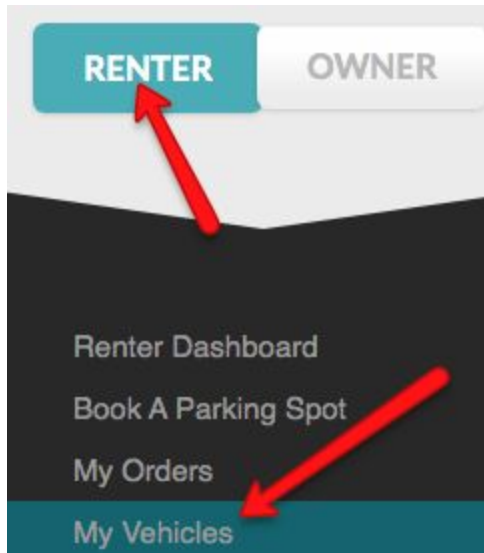 RENTER OWNER
Renter Dashboard
Book A Parking Spot
My Orders
My Vehicles